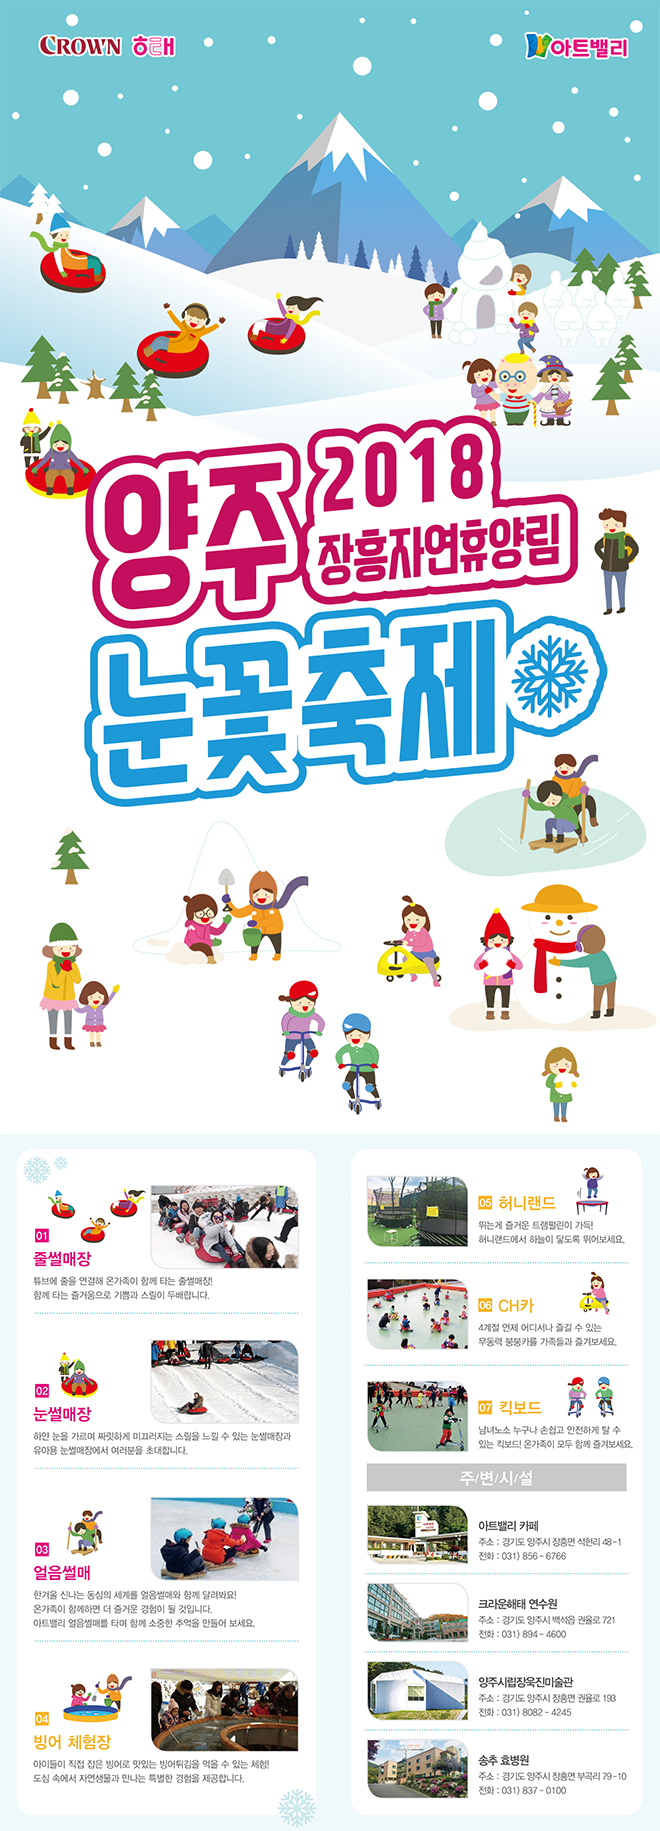 CROWN 해태
아트밸리
양주 2018
장흥자연휴양림
눈꽃축제
01
줄썰매장
튜브에 줄을 연결해 온가족이 함께 타는 줄썰매장!
함께 타는 즐거움으로 기쁨과 스릴이 두배랍니다.
02
눈썰매장
하얀 눈을 가르며 짜릿하게 미끄러지는 스릴을 느낄 수 있는 눈썰매장과
유아용 눈썰매장에서 여러분을 초대합니다.
03
얼음썰매
한겨울 신나는 동심의 세계를 얼음썰매와 함께 달려봐요!
온가족이 함께하면 더 즐거운 경험이 될 것입니다.
아트밸리 얼음썰매를 타며 함께 소중한 추억을 만들어 보세요.
04
빙어 체험장
아이들이 직접 잡은 빙어로 맛있는 빙어튀김을 먹을 수 있는 체험!
도심 속에서 자연생물과 만나는 특별한 경험을 제공합니다.
05 허니랜드
뛰는게 즐거운 트램펄린이 가득!
허니랜드에서 하늘이 닿도록 뛰어보세요.
06 CH카
4계절 언제 어디서나 즐길 수 있는
무동력 붕붕카를 가족들과 즐겨보세요.
07 킥보드
남녀노소 누구나 손쉽고 안전하게 탈 수
있는 킥보드! 온가족이 모두 함께 즐겨보세요.
주/변/시/설
아트밸리 카페
주소 : 경기도 양주시 장흥면 석현리 48-1
전화 : 031) 856-6766
크라운해태 연수원
주소 : 경기도 양주시 백석읍 권율로 721
전화 : 031) 894-4600
양주시립장욱진미술관
주소 : 경기도 양주시 장흥면 권율로 193
전화 : 031) 8082-4245
송추 효병원
주소 : 경기도 양주시 장흥면 부곡리 79-10
전화 : 031) 837-0100